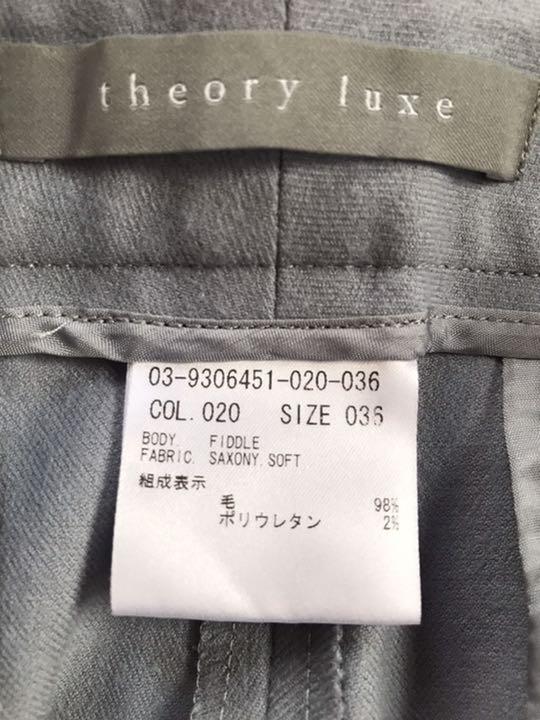 theory luxe
03-9306451-020-036
COL.020 SIZE 036
BODY. FIDDLE
FABRIC. SAXONY.SOFT
組成表示
毛 98%
ポリウレタン 2%